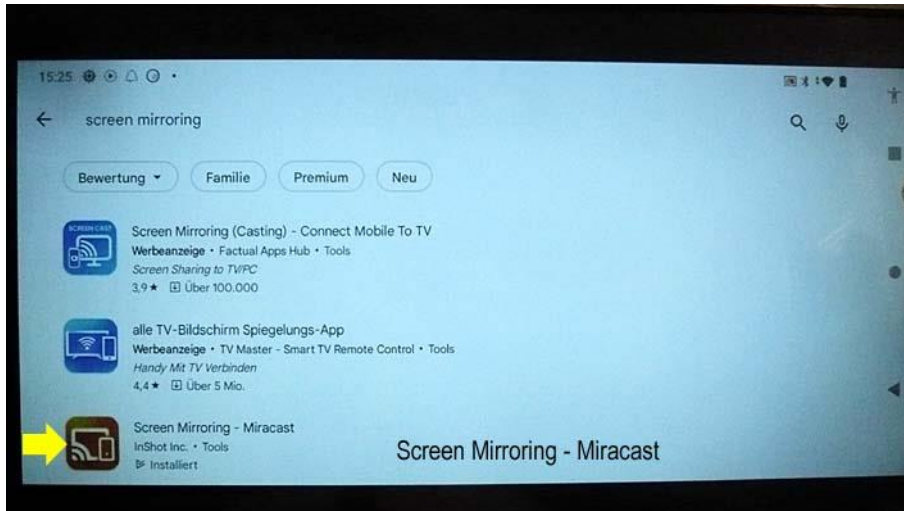 15:25
screen mirroring
Bewertung
Familie
Premium
Neu
SCREEN CAST
Screen Mirroring (Casting) - Connect Mobile To TV
Werbeanzeige • Factual Apps Hub • Tools
Screen Sharing to TV/PC
3,9★ Über 100.000
alle TV-Bildschirm Spiegelungs-App
Werbeanzeige • TV Master - Smart TV Remote Control • Tools
Handy Mit TV Verbinden
4,4★ Über 5 Mio.
Screen Mirroring - Miracast
InShot Inc. • Tools
Installiert
Screen Mirroring - Miracast